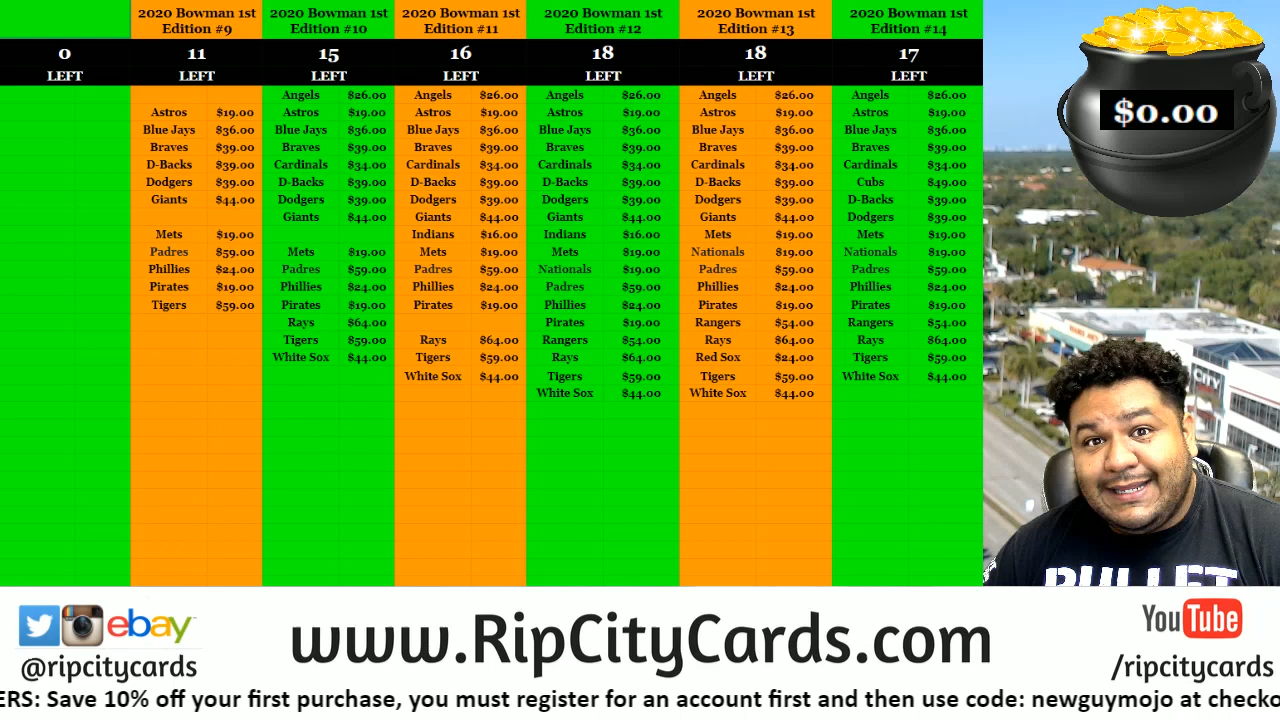 2020 Bowman 1st Edition #9
2020 Bowman 1st Edition #10
2020 Bowman 1st Edition #11
2020 Bowman 1st Edition #12
2020 Bowman 1st Edition #13
2020 Bowman 1st Edition #14
0 11 15 16 18 18 17
LEFT LEFT LEFT LEFT LEFT LEFT LEFT
Angels $26.00 Angels $26.00 Angels $26.00 Angels $26.00 Angels $26.00
Astros $19.00 Astros $19.00 Astros $19.00 Astros $19.00 Astros $19.00 Astros $19.00
Blue Jays $36.00 Blue Jays $36.00 Blue Jays $36.00 Blue Jays $36.00 Blue Jays $36.00 Blue Jays $36.00
Braves $39.00 Braves $39.00 Braves $39.00 Braves $39.00 Braves $39.00 Braves $39.00
D-Backs $39.00 Cardinals $34.00 Cardinals $34.00 Cardinals $34.00 Cardinals $34.00 Cardinals $34.00
Dodgers $39.00 D-Backs $39.00 D-Backs $39.00 D-Backs $39.00 D-Backs $39.00 Cubs $49.00
Giants $44.00 Dodgers $39.00 Dodgers $39.00 Dodgers $39.00 Dodgers $39.00 D-Backs $39.00
Giants $44.00 Giants $44.00 Giants $44.00 Giants $44.00 Dodgers $39.00
Mets $19.00 Indians $16.00 Indians $16.00 Mets $19.00 Mets $19.00
Padres $59.00 Mets $19.00 Mets $19.00 Mets $19.00 Nationals $19.00 Nationals $19.00
Phillies $24.00 Padres $59.00 Padres $59.00 Nationals $19.00 Padres $59.00 Padres $59.00
Pirates $19.00 Phillies $24.00 Phillies $24.00 Padres $59.00 Phillies $24.00 Phillies $24.00
Tigers $59.00 Pirates $19.00 Pirates $19.00 Phillies $24.00 Pirates $19.00 Pirates $19.00
Rays $64.00 Pirates $19.00 Rangers $54.00 Rangers $54.00
Tigers $59.00 Rays $64.00 Rangers $54.00 Rays $64.00 Rays $64.00
White Sox $44.00 Tigers $59.00 Rays $64.00 Red Sox $24.00 Tigers $59.00
White Sox $44.00 Tigers $59.00 Tigers $59.00 White Sox $44.00
White Sox $44.00 White Sox $44.00
$0.00
CITY
BULLET
ebay
@ripcitycards
www.RipCityCards.com
YouTube
/ripcitycards
ERS: Save 10% off your first purchase, you must register for an account first and then use code: newguymojo at checko